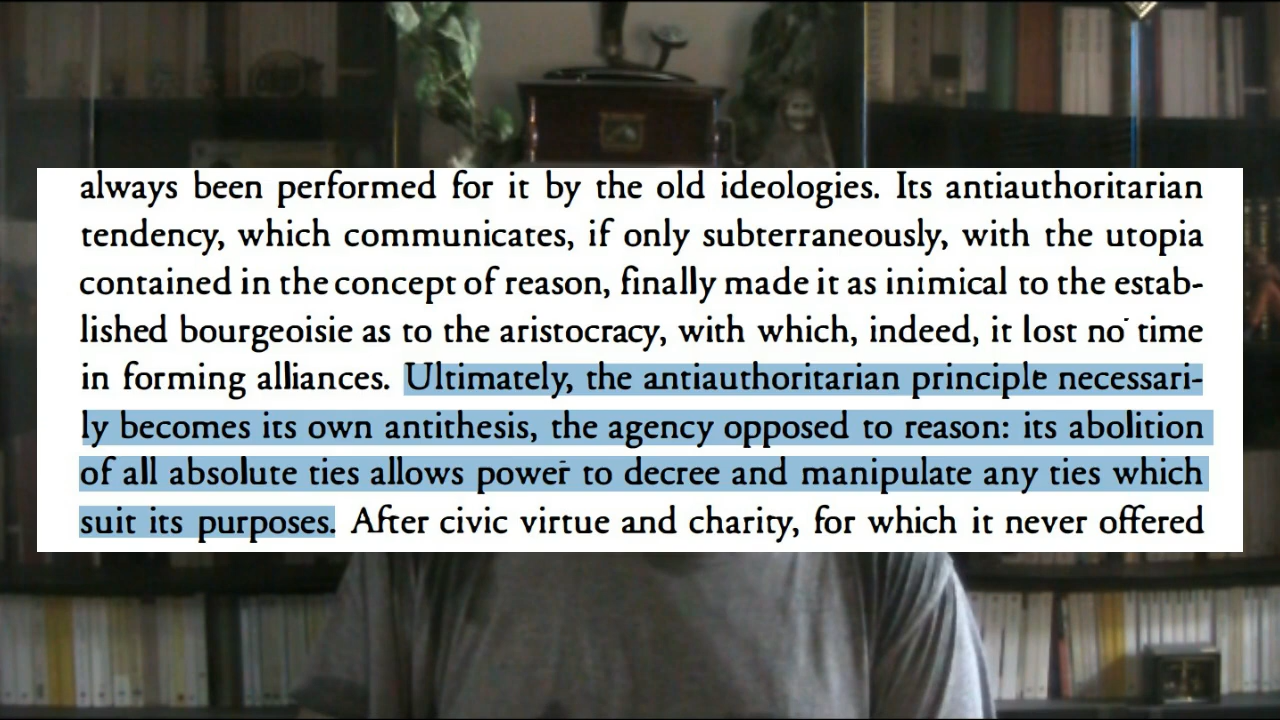 always been performed for it by the old ideologies. Its antiauthoritarian
tendency, which communicates, if only subterraneously, with the utopia
contained in the concept of reason, finally made it as inimical to the estab-
lished bourgeoisie as to the aristocracy, with which, indeed, it lost no time
in forming alliances. Ultimately, the antiauthoritarian principle necessari-
ly becomes its own antithesis, the agency opposed to reason: its abolition
of all absolute ties allows power to decree and manipulate any ties which
suit its purposes. After civic virtue and charity, for which it never offered